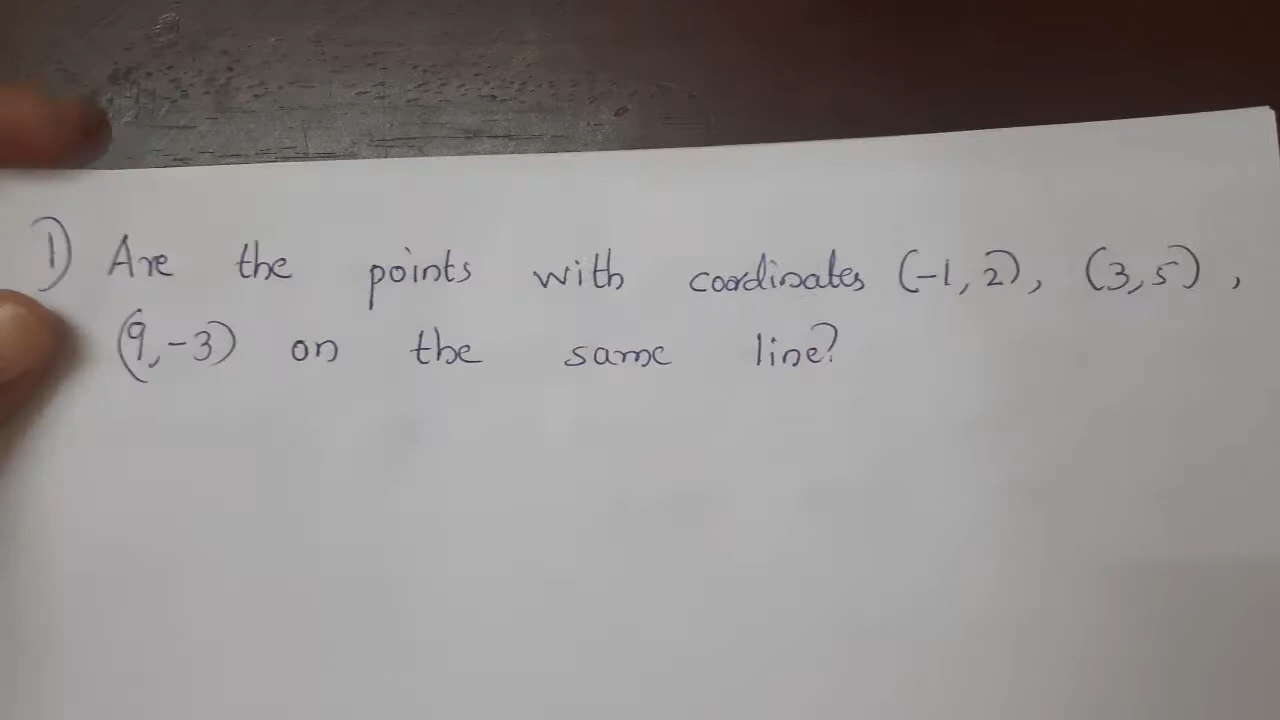 1) Are the points with coordinates (-1, 2), (3, 5),
(9, -3) on the same line?